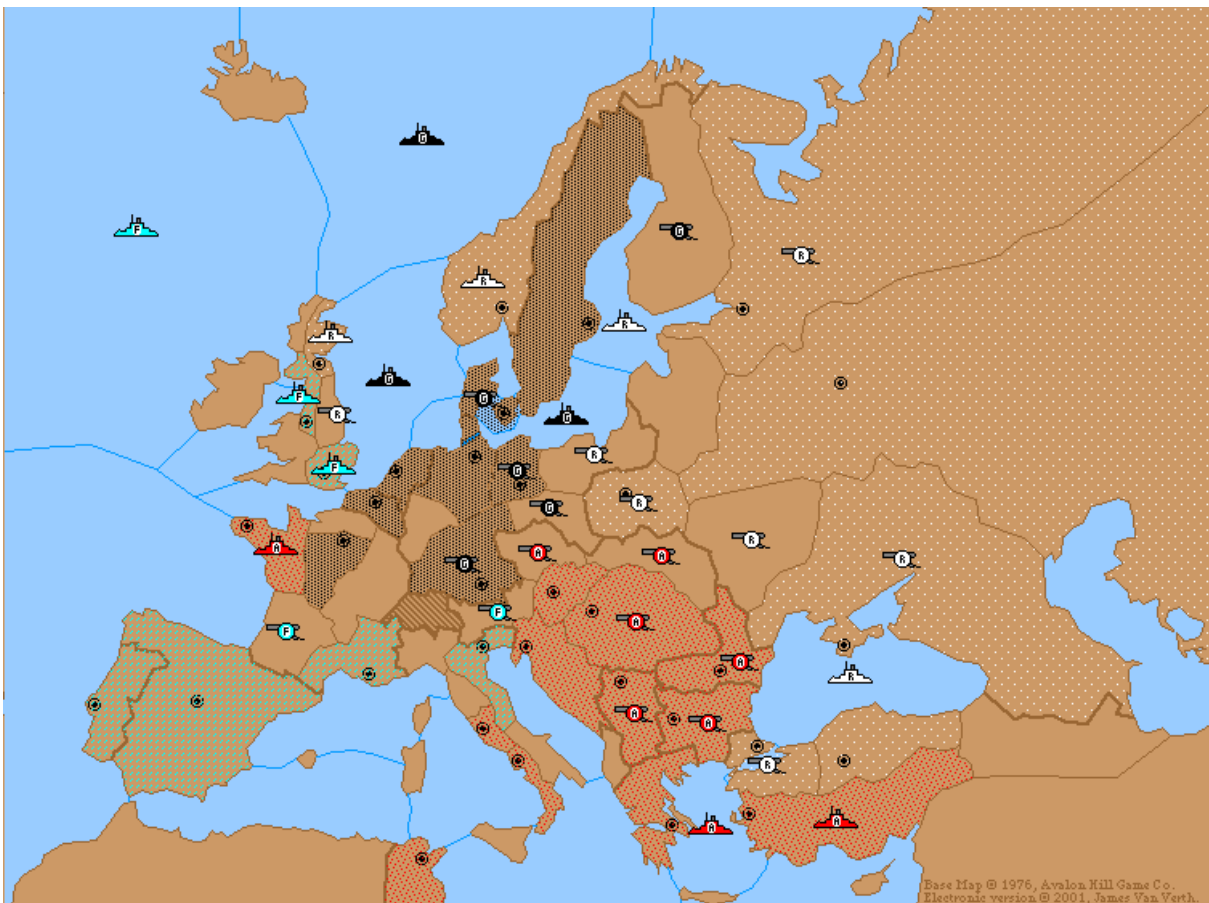 G
F
G
R
R
R
R
G
F
G
R
G
R
F
G
R
G
R
A
A
A
R
G
F
A
F
A
R
A
A
R
A
A
Base Map © 1976, Avalon Hill Game Co.
Electronic version © 2001, James Van Verth.